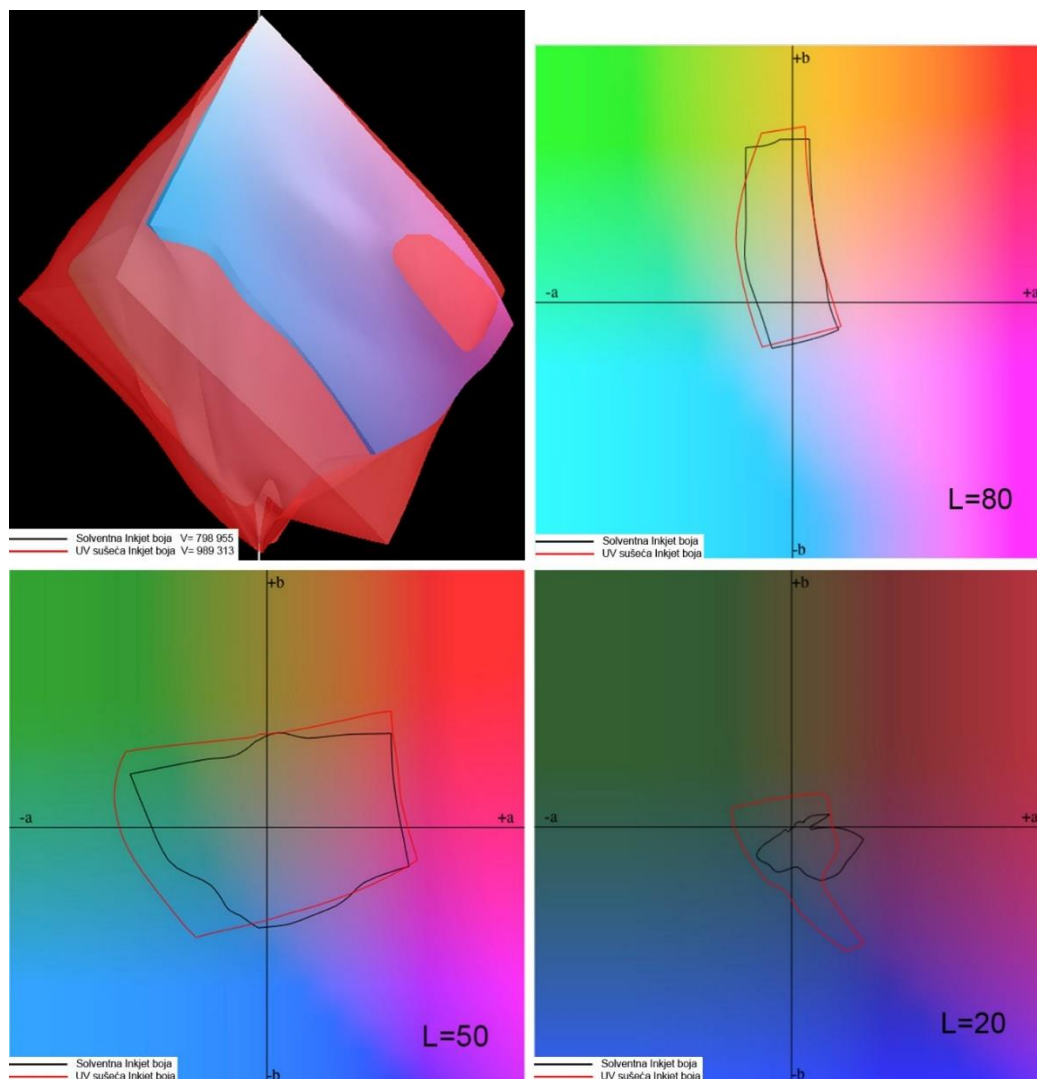 Solventna Inkjet boja V= 798 955
UV sušeća Inkjet boja V= 989 313
+b
-a
+a
L=80
-b
Solventna Inkjet boja
UV sušeća Inkjet boja
+b
-a
+a
L=50
Solventna Inkjet boja
UV sušeća Inkjet boja
-b
+b
-a
+a
L=20
Solventna Inkjet boja
UV sušeća Inkjet boja
-b